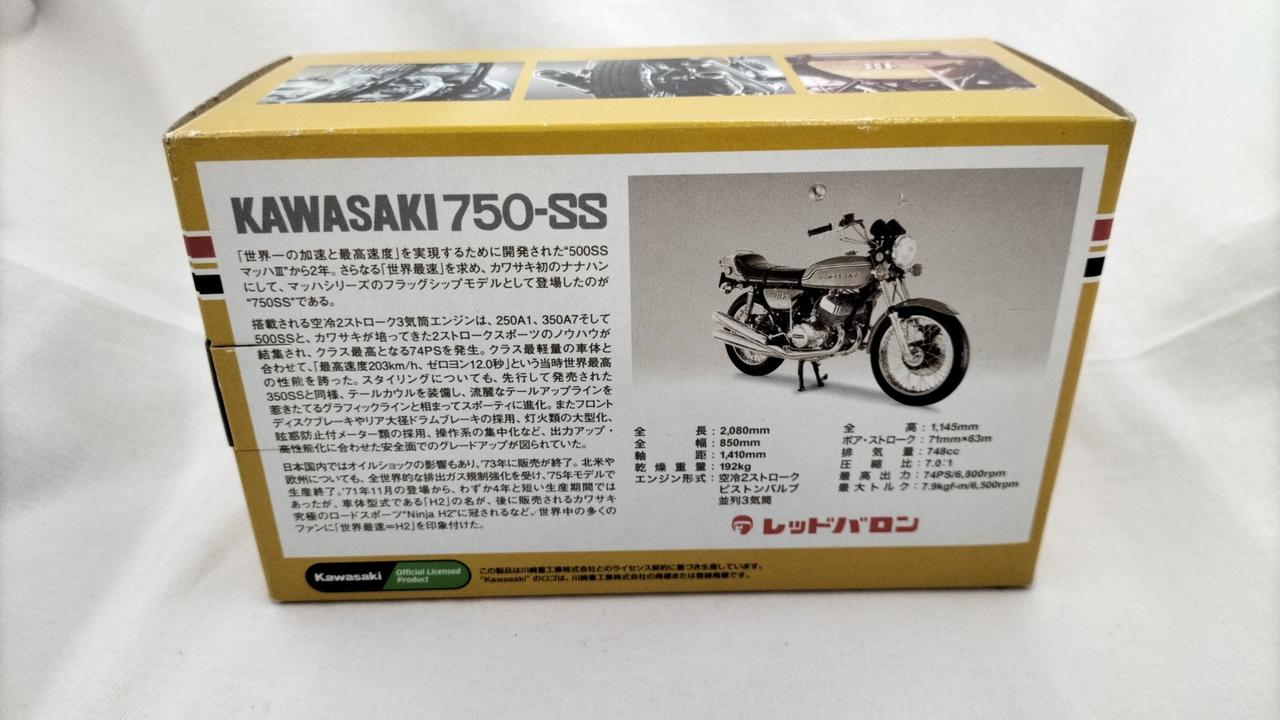 KAWASAKI 750-SS
「世界一の加速と最高速度」を実現するために開発された“500SS
マッハⅢ”から2年。さらなる「世界最速」を求め、カワサキ初のナナハン
にして、マッハシリーズのフラッグシップモデルとして登場したのが
“750SS”である。
搭載される空冷2ストローク3気筒エンジンは、250A1、350A7そして
500SSと、カワサキが培ってきた2ストロークスポーツのノウハウが
結集され、クラス最高となる74PSを発生。クラス最軽量の車体と
合わせて、「最高速度203km/h、ゼロヨン12.0秒」という当時世界最高
の性能を誇った。スタイリングについても、先行して発売された
350SSと同様、テールカウルを装備し、流麗なテールアップラインを
惹きたてるグラフィックラインと相まってスポーティに進化。またフロント
ディスクブレーキやリア大径ドラムブレーキの採用、灯火類の大型化、
眩惑防止付メーター類の採用、操作系の集中化など、出力アップ・
高性能化に合わせた安全面でのグレードアップが図られていた。
日本国内ではオイルショックの影響もあり、'73年に販売が終了。北米や
欧州についても、全世界的な排出ガス規制強化を受け、'75年モデルで
生産終了。'71年11月の登場から、わずか4年と短い生産期間では
あったが、車体型式である「H2」の名が、後に販売されるカワサキ
究極のロードスポーツ“Ninja H2”に冠されるなど、世界中の多くの
ファンに「世界最速=H2」を印象付けた。
全長：2,080mm
全幅：850mm
軸距：1,410mm
乾燥重量：192kg
エンジン形式：空冷2ストローク
ピストンバルブ
並列3気筒
全高：1,145mm
ボア・ストローク：71mm×63m
排気量：748cc
圧縮比：7.0:1
最高出力：74PS/6,800rpm
最大トルク：7.9kgf-m/6,500rpm
レッドバロン
Kawasaki
Official Licensed
Product
この製品は川崎重工業株式会社とのライセンス契約に基づき生産しています。
“Kawasaki”のロゴは、川崎重工業株式会社の商標または登録商標です。